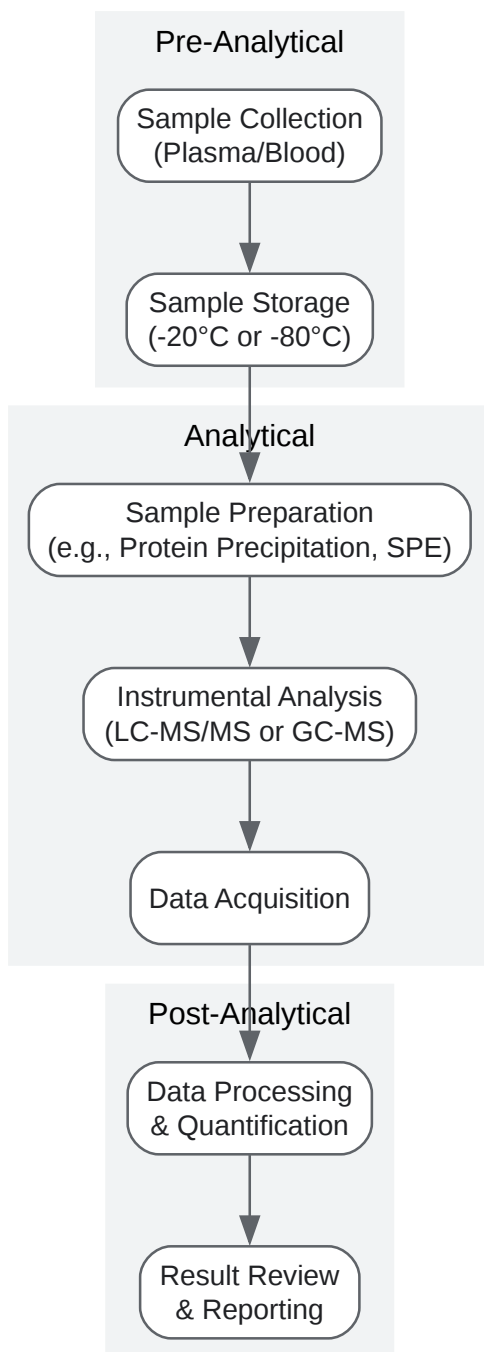 Pre-Analytical
Sample Collection
(Plasma/Blood)
Sample Storage
(-20°C or -80°C)
Analytical
Sample Preparation
(e.g., Protein Precipitation, SPE)
Instrumental Analysis
(LC-MS/MS or GC-MS)
Data Acquisition
Post-Analytical
Data Processing
& Quantification
Result Review
& Reporting